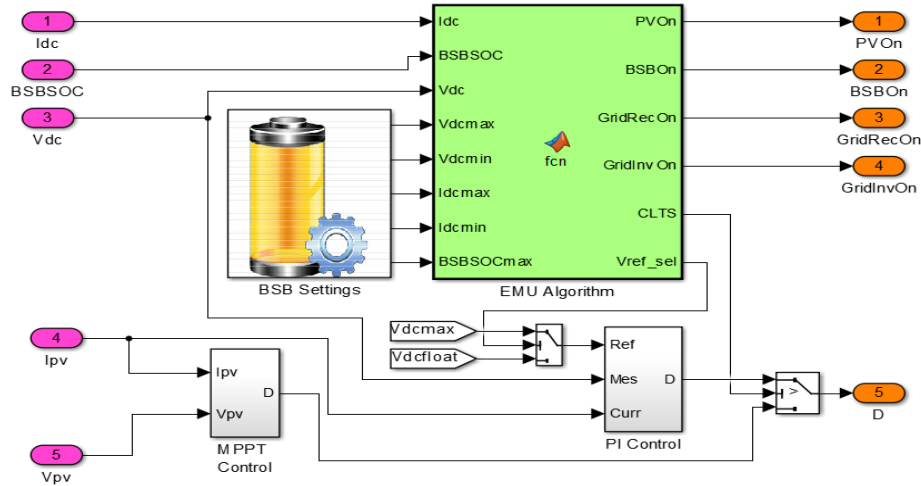 1
Idc
2
BSBSOC
3
Vdc
Idc
BSBSOC
Vdc
Vdcmax
Vdcmin
Idcmax
Idcmin
BSBSOCmax
fcn
PVOn
BSBOn
GridRecOn
GridInvOn
CLTS
Vref_sel
1
PVOn
2
BSBOn
3
GridRecOn
4
GridInvOn
BSB Settings
EMU Algorithm
Vdcmax
Vdcfloat
4
Ipv
5
Vpv
Ipv
Vpv
D
MPPT
Control
Ref
Mes
Curr
D
PI Control
>
5
D